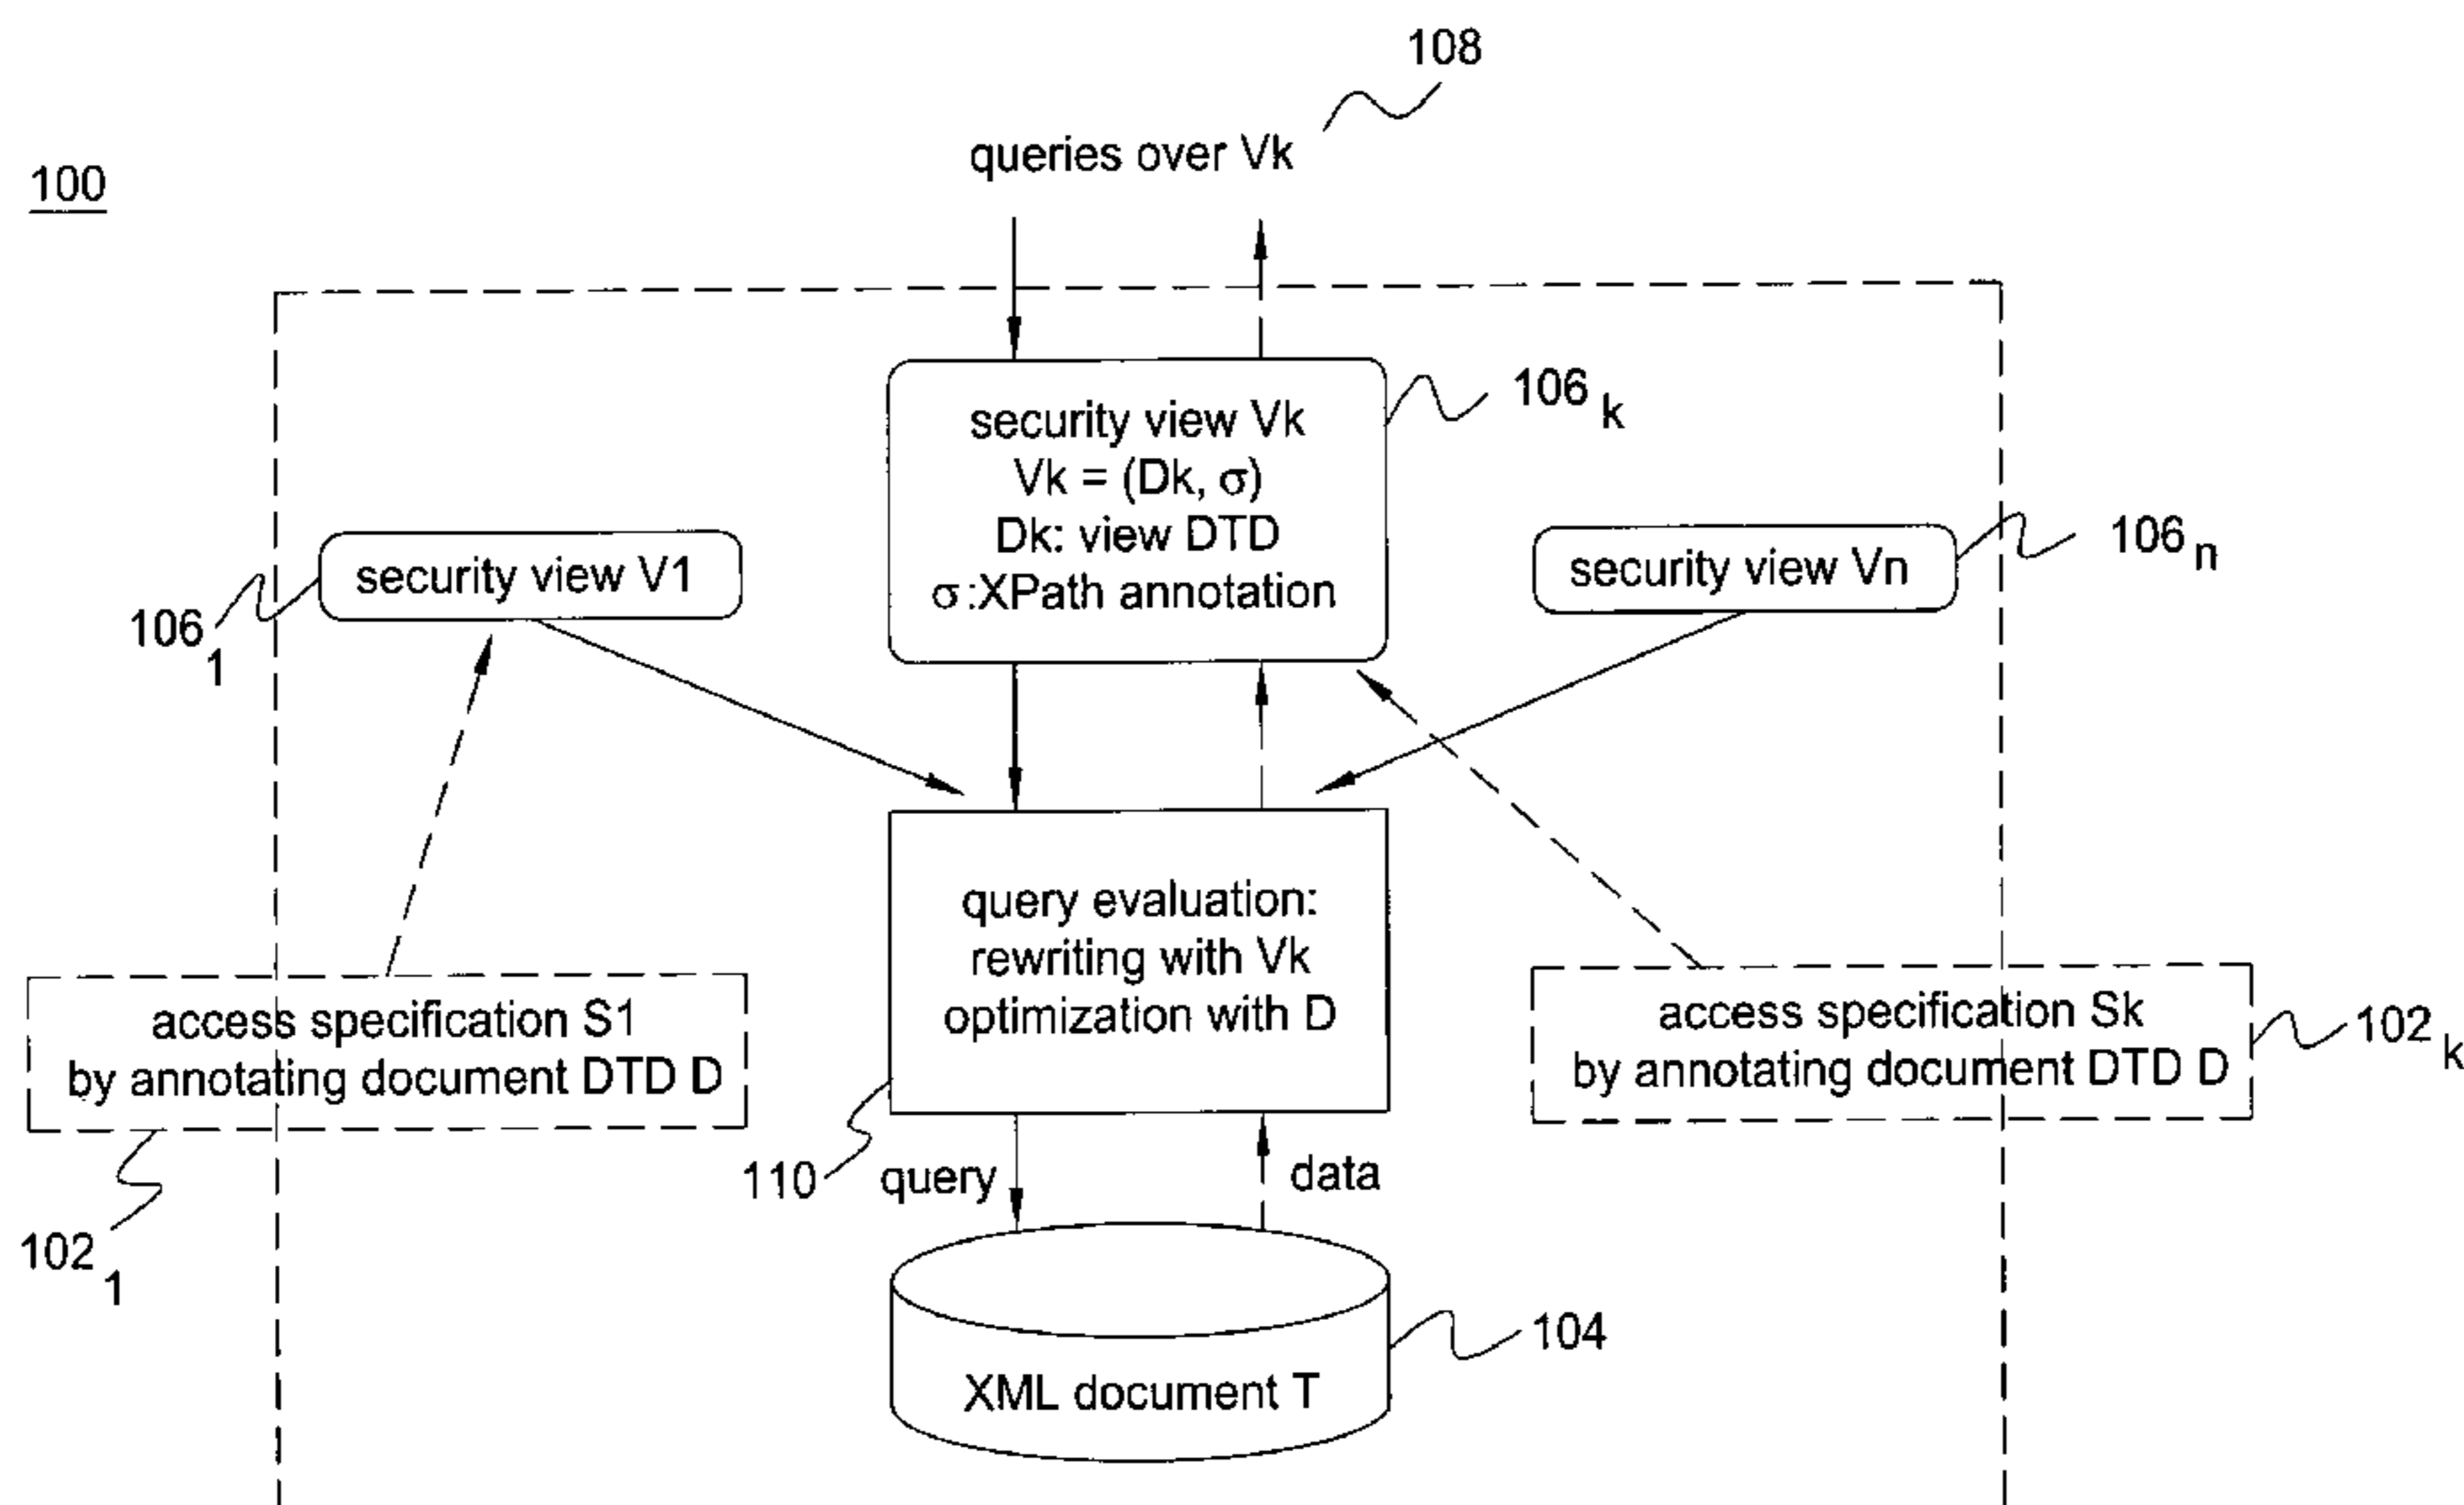 108
queries over Vk
100
security view Vk
Vk = (Dk, σ)
Dk: view DTD
σ:XPath annotation
106 k
security view V1
106 1
security view Vn
106 n
query evaluation:
rewriting with Vk
optimization with D
access specification S1
by annotating document DTD D
102 1
access specification Sk
by annotating document DTD D
102 k
110
query
data
XML document T
104